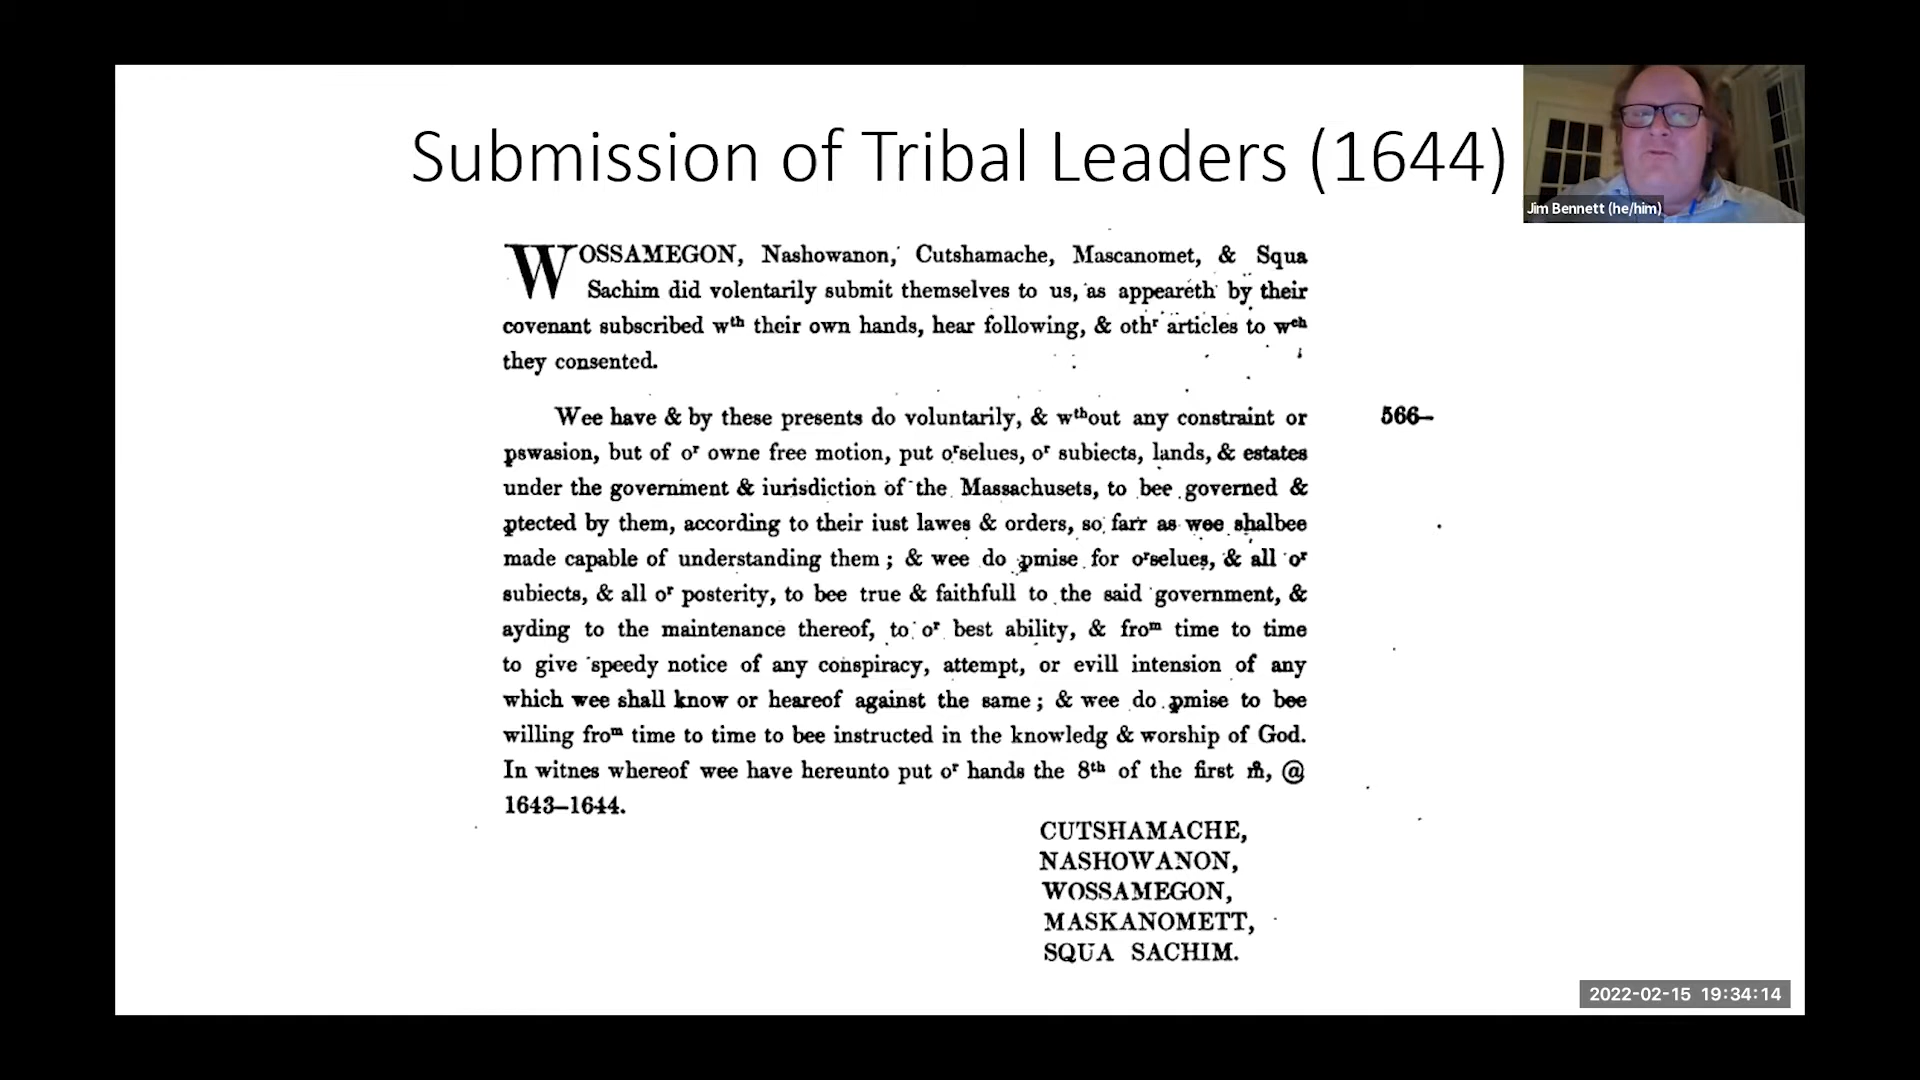 Submission of Tribal Leaders (1644)
Jim Bennett (he/him)
WOSSAMEGON, Nashowanon, Cutshamache, Mascanomet, & Squa
Sachim did volentarily submit themselves to us, as appeareth by their
covenant subscribed wᵗʰ their own hands, hear following, & othʳ articles to wᶜʰ
they consented.
Wee have & by these presents do voluntarily, & wᵗʰout any constraint or
ꝑswasion, but of oʳ owne free motion, put oʳselues, oʳ subiects, lands, & estates
under the government & iurisdiction of the Massachusets, to bee governed &
ꝑtected by them, according to their iust lawes & orders, so farr as wee shalbee
made capable of understanding them; & wee do ꝑmise for oʳselues, & all oʳ
subiects, & all oʳ posterity, to bee true & faithfull to the said government, &
ayding to the maintenance thereof, to oʳ best ability, & froᵐ time to time
to give speedy notice of any conspiracy, attempt, or evill intension of any
which wee shall know or heareof against the same; & wee do ꝑmise to bee
willing froᵐ time to time to bee instructed in the knowledg & worship of God.
In witnes whereof wee have hereunto put oʳ hands the 8ᵗʰ of the first m̃, @
1643–1644.
566–
CUTSHAMACHE,
NASHOWANON,
WOSSAMEGON,
MASKANOMETT,
SQUA SACHIM.
2022-02-15 19:34:14